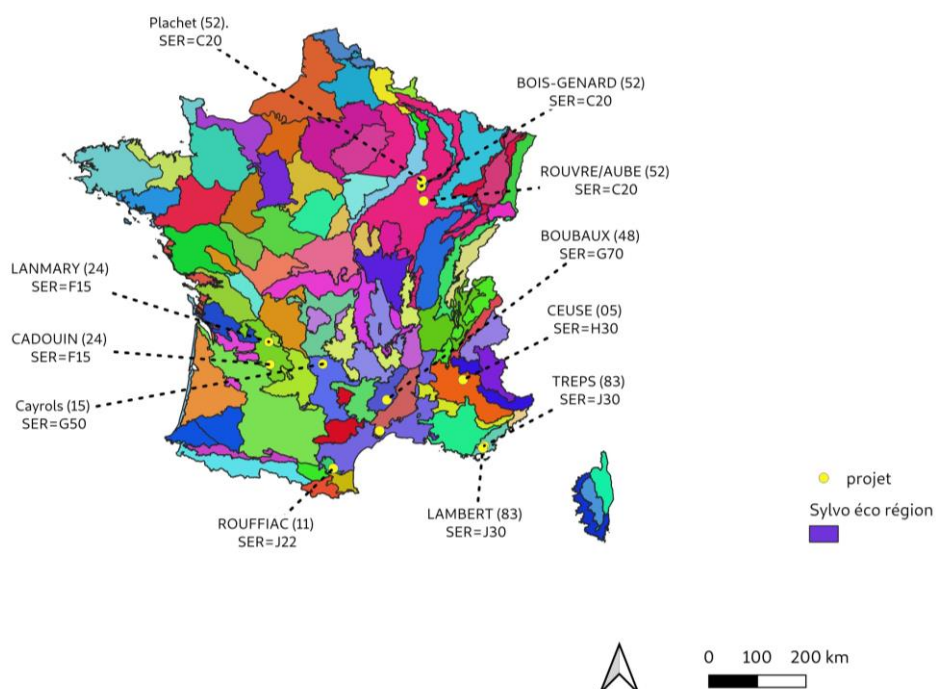 Plachet (52).
SER=C20
BOIS-GENARD (52)
SER=C20
ROUVRE/AUBE (52)
SER=C20
BOUBAUX (48)
SER=G70
LANMARY (24)
SER=F15
CEUSE (05)
SER=H30
CADOUIN (24)
SER=F15
TREPS (83)
SER=J30
Cayrols (15)
SER=G50
ROUFFIAC (11)
SER=J22
LAMBERT (83)
SER=J30
projet
Sylvo éco région
0 100 200 km